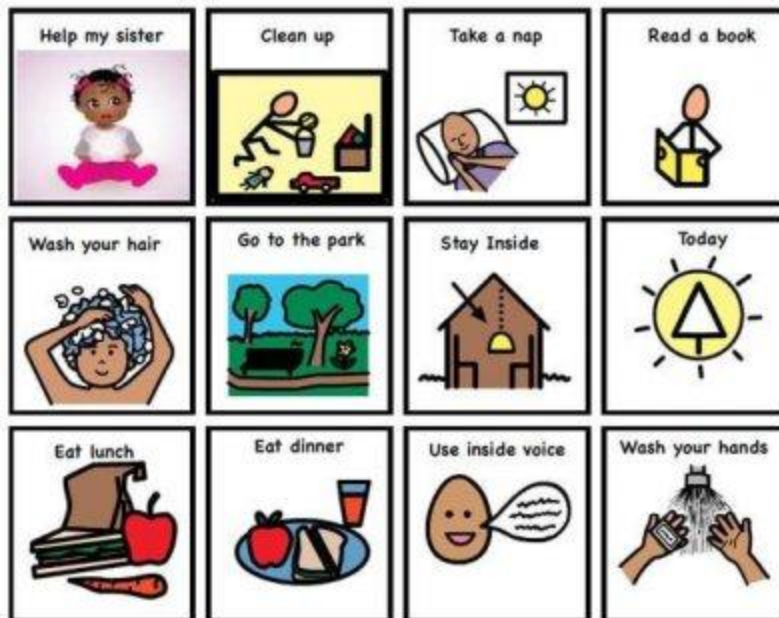 Help my sister
Clean up
Take a nap
Read a book
Wash your hair
Go to the park
Stay Inside
Today
Eat lunch
Eat dinner
Use inside voice
Wash your hands